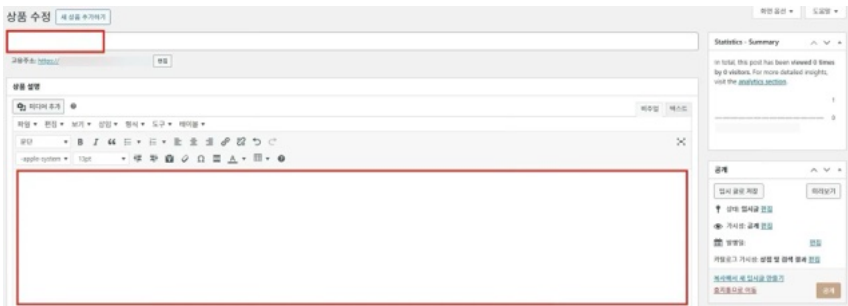 화면 옵션 ▼ 도움말 ▼
상품 수정 새 상품 추가하기
고유주소: https:// 편집
상품 설명
미디어 추가
비주얼 텍스트
파일 ▼ 편집 ▼ 보기 ▼ 삽입 ▼ 형식 ▼ 도구 ▼ 테이블 ▼
문단 ▼ B I
-apple-system ▼ 13pt ▼
Statistics - Summary
In total, this post has been viewed 0 times
by 0 visitors. For more detailed insights,
visit the analytics section.
1
0
공개
임시 글로 저장 미리보기
상태: 임시글 편집
가시성: 공개 편집
발행일: 편집
카탈로그 가시성: 상점 및 검색 결과 편집
복사해서 새 임시글 만들기
휴지통으로 이동 공개